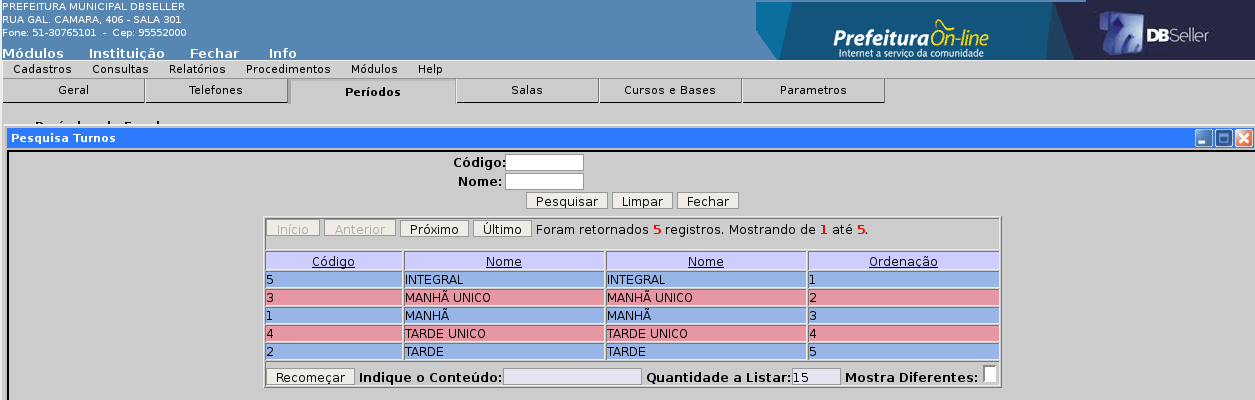 PREFEITURA MUNICIPAL DBSELLER
RUA GAL. CAMARA, 406 - SALA 301
Fone: 51-30765101 - Cep: 95552000
PrefeituraOn-line
Internet a serviço da comunidade
DBSeller
Módulos Instituição Fechar Info
Cadastros Consultas Relatórios Procedimentos Módulos Help
Geral Telefones Períodos Salas Cursos e Bases Parametros
Pesquisa Turnos
Código:
Nome:
Pesquisar Limpar Fechar
Início Anterior Próximo Último Foram retornados 5 registros. Mostrando de 1 até 5.
Código Nome Nome Ordenação
5 INTEGRAL INTEGRAL 1
3 MANHÃ UNICO MANHÃ UNICO 2
1 MANHÃ MANHÃ 3
4 TARDE UNICO TARDE UNICO 4
2 TARDE TARDE 5
Recomeçar Indique o Conteúdo: Quantidade a Listar: 15 Mostra Diferentes: